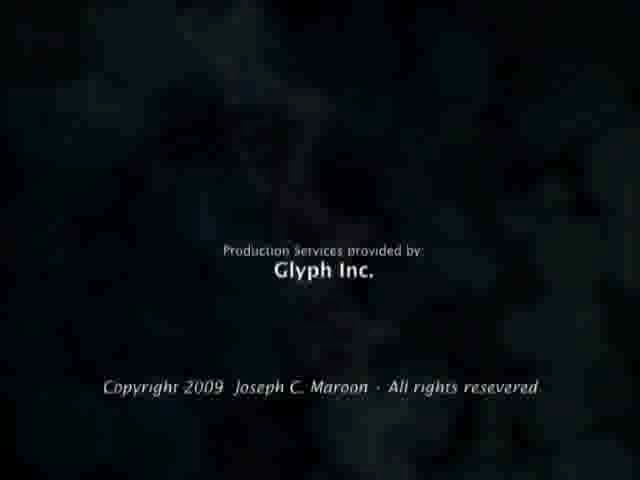 Production Services provided by:
Glyph Inc.
Copyright 2009 Joseph C. Maroon - All rights resevered